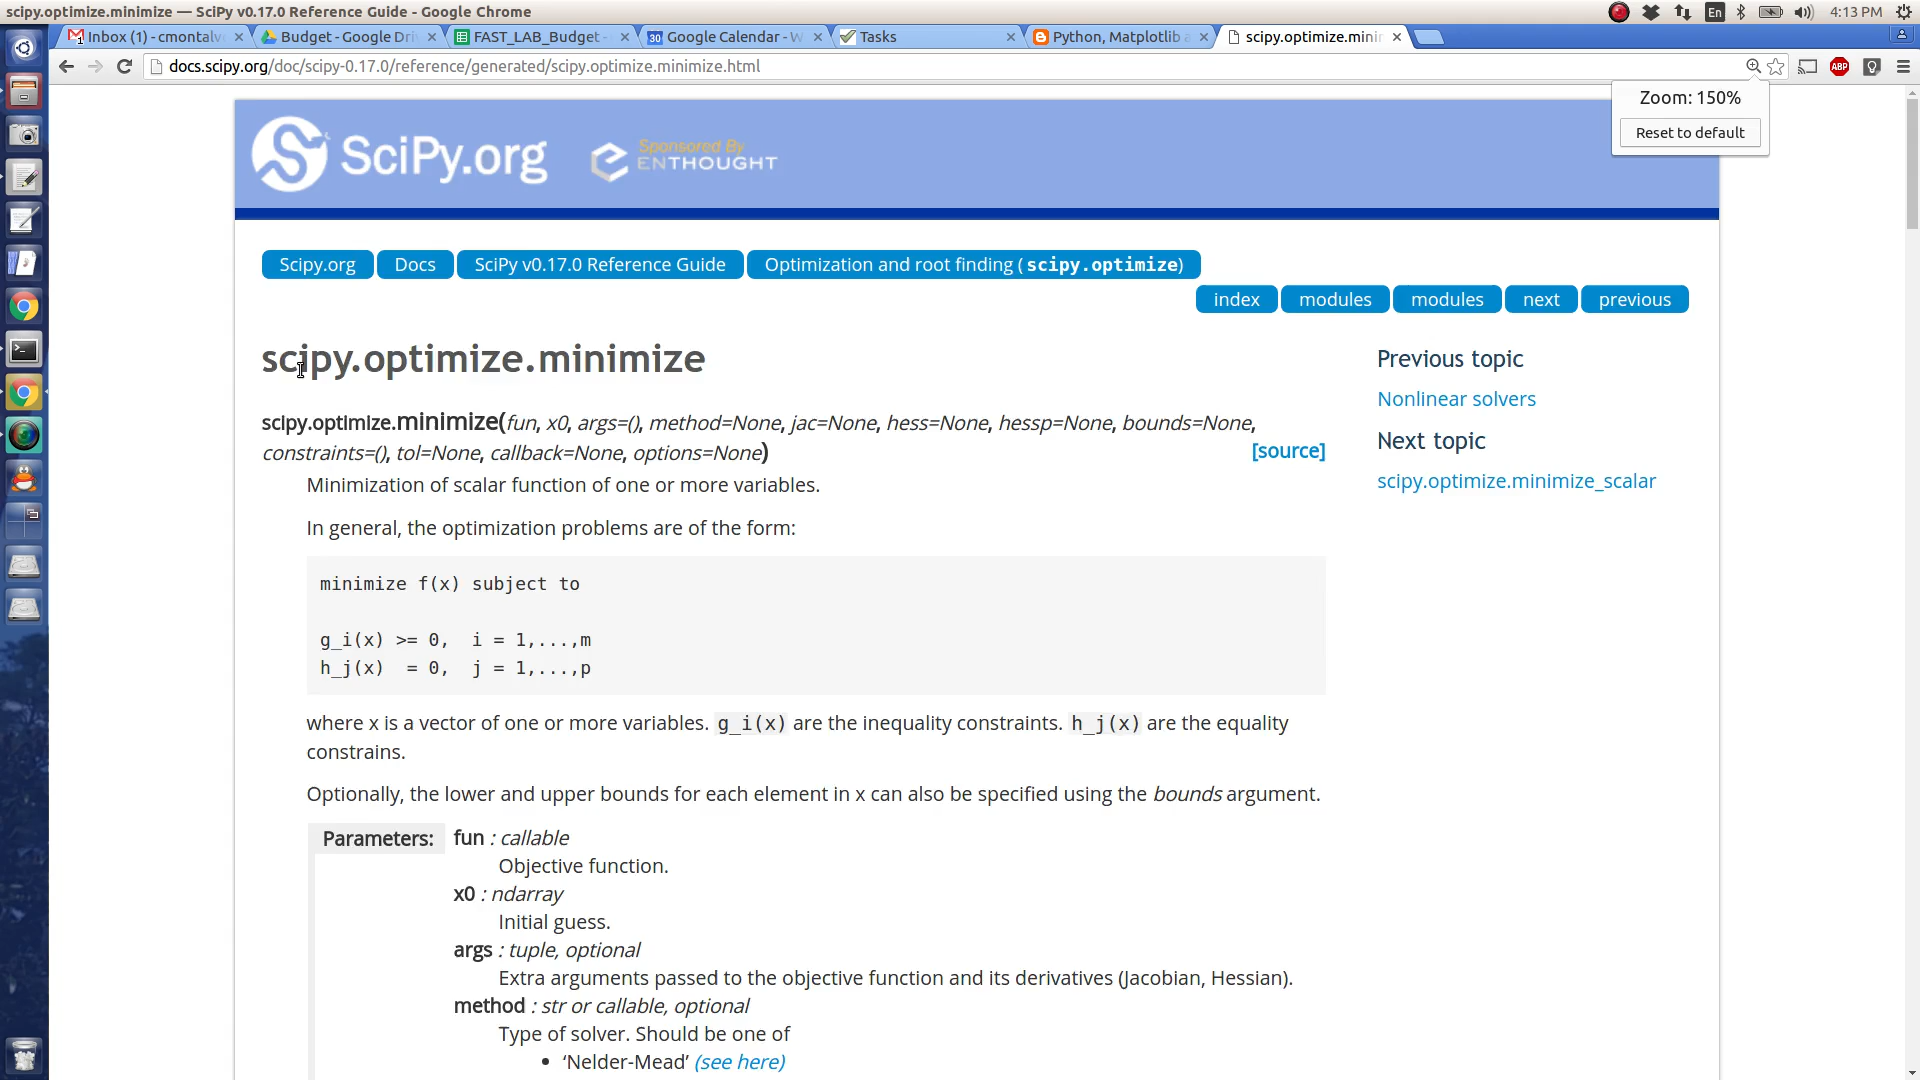 scipy.optimize.minimize — SciPy v0.17.0 Reference Guide - Google Chrome
En
4:13 PM
Inbox (1) - cmontalv
Budget - Google Dri
FAST_LAB_Budget -
30 Google Calendar - W
Tasks
Python, Matplotlib a
scipy.optimize.mini
docs.scipy.org/doc/scipy-0.17.0/reference/generated/scipy.optimize.minimize.html
ABP
Zoom: 150%
Reset to default
SciPy.org
Sponsored By
ENTHOUGHT
Scipy.org Docs SciPy v0.17.0 Reference Guide Optimization and root finding (scipy.optimize)
index modules modules next previous
scipy.optimize.minimize
scipy.optimize.minimize(fun, x0, args=(), method=None, jac=None, hess=None, hessp=None, bounds=None,
constraints=(), tol=None, callback=None, options=None) [source]
Minimization of scalar function of one or more variables.
In general, the optimization problems are of the form:
minimize f(x) subject to
g_i(x) >= 0, i = 1,...,m
h_j(x) = 0, j = 1,...,p
where x is a vector of one or more variables. g_i(x) are the inequality constraints. h_j(x) are the equality
constrains.
Optionally, the lower and upper bounds for each element in x can also be specified using the bounds argument.
Parameters: fun : callable
Objective function.
x0 : ndarray
Initial guess.
args : tuple, optional
Extra arguments passed to the objective function and its derivatives (Jacobian, Hessian).
method : str or callable, optional
Type of solver. Should be one of
• ‘Nelder-Mead’ (see here)
Previous topic
Nonlinear solvers
Next topic
scipy.optimize.minimize_scalar